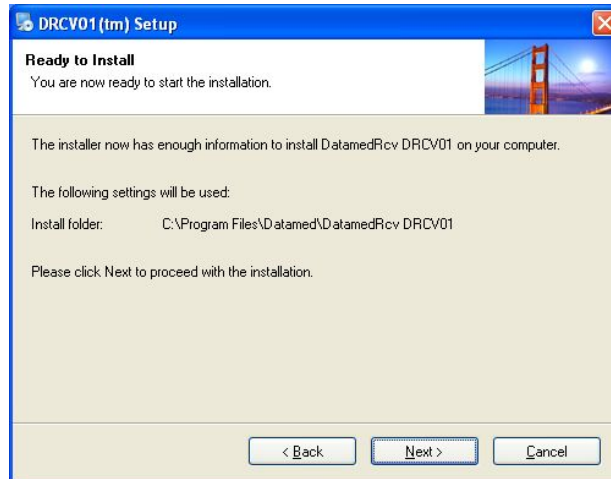 DRCV01(tm) Setup
Ready to Install
You are now ready to start the installation.
The installer now has enough information to install DatamedRcv DRCV01 on your computer.
The following settings will be used:
Install folder: C:\Program Files\Datamed\DatamedRcv DRCV01
Please click Next to proceed with the installation.
< Back Next > Cancel